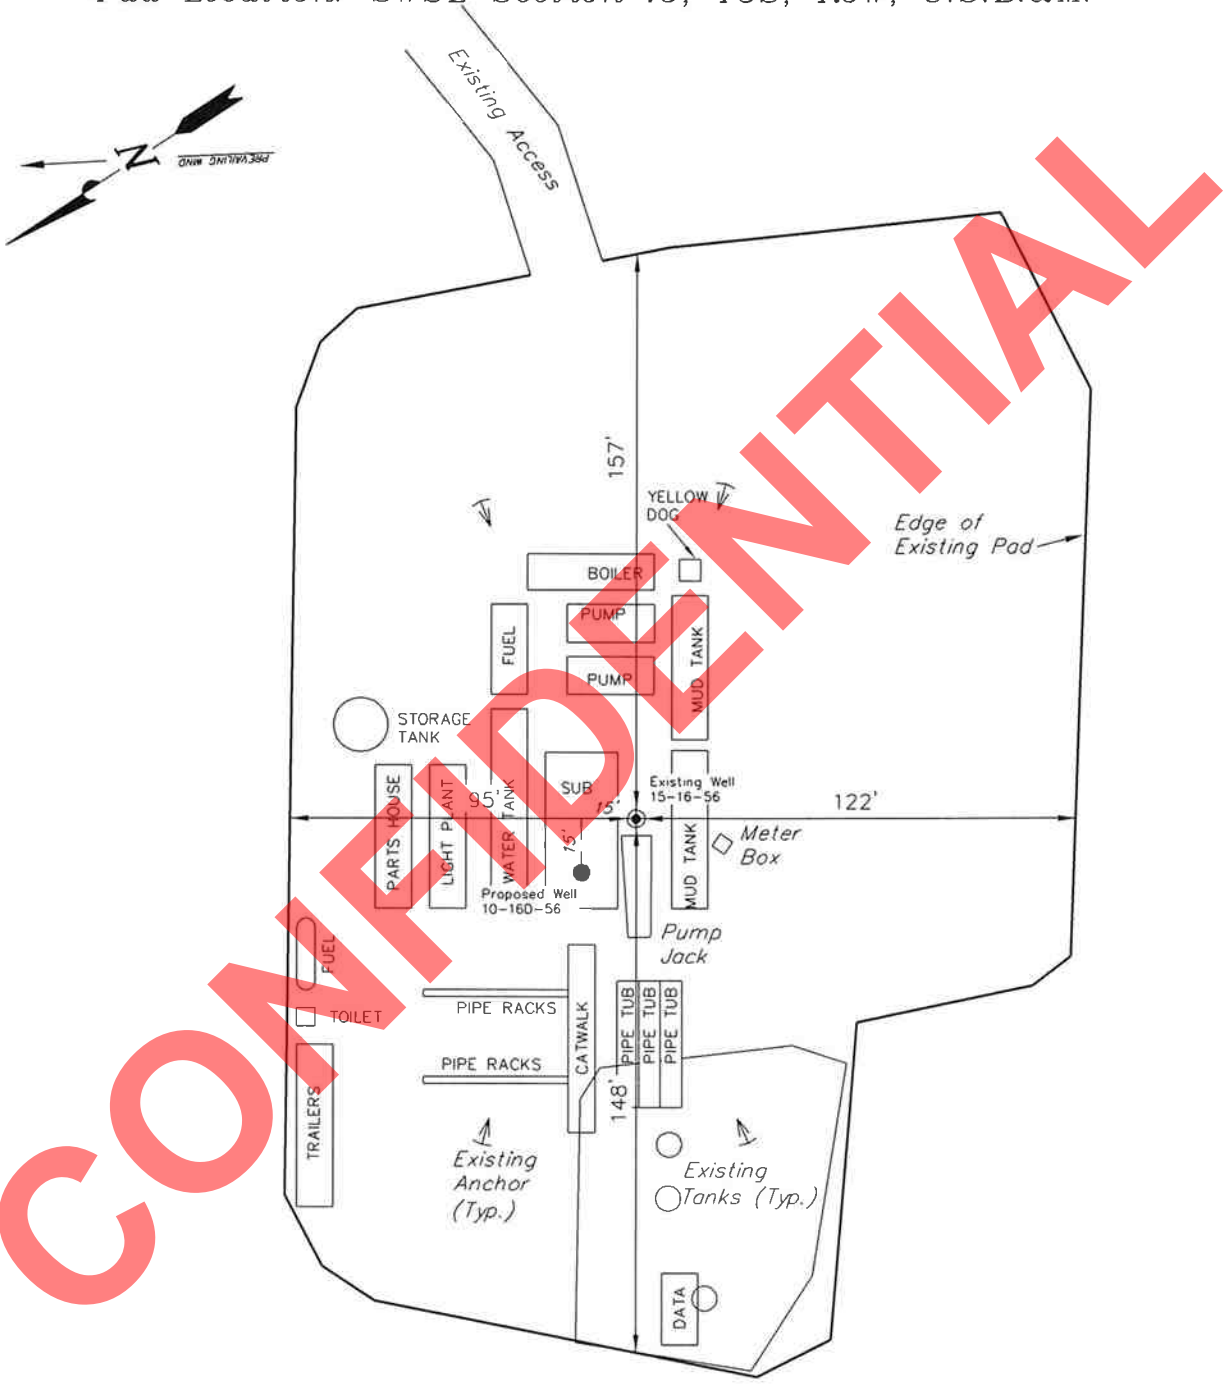 Existing Access
N
PREVAILING WIND
157'
YELLOW
DOG
Edge of
Existing Pad
BOILER
PUMP
FUEL
MUD TANK
PUMP
STORAGE
TANK
SUB
Existing Well
15-16-56
PARTS HOUSE
LIGHT PLANT
95'
WATER TANK
15'
122'
15'
MUD TANK
Meter
Box
Proposed Well
10-16D-56
Pump
Jack
FUEL
PIPE RACKS
TOILET
CATWALK
PIPE TUB
PIPE TUB
PIPE TUB
PIPE RACKS
148'
TRAILERS
Existing
Anchor
(Typ.)
Existing
Tanks (Typ.)
DATA
CONFIDENTIAL